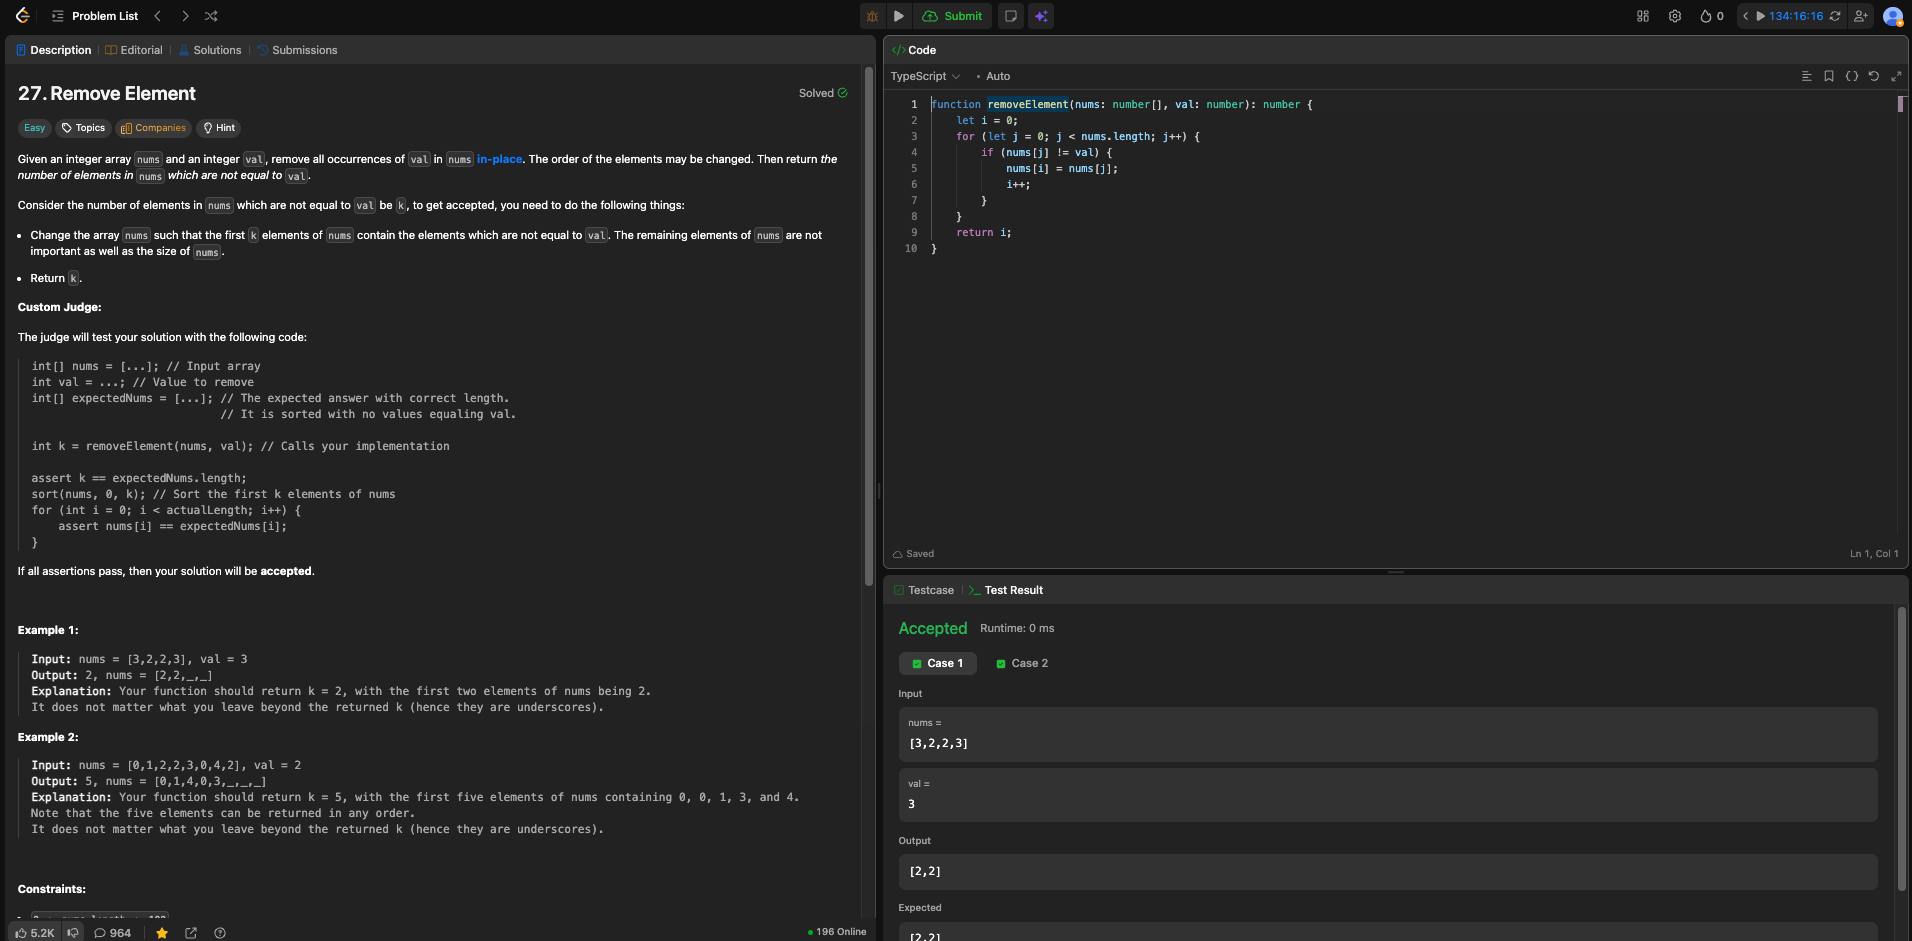 Problem List
Submit
0
134:16:16
Description
Editorial
Solutions
Submissions
27. Remove Element
Solved
Easy
Topics
Companies
Hint
Given an integer array nums and an integer val, remove all occurrences of val in nums in-place. The order of the elements may be changed. Then return the
number of elements in nums which are not equal to val.
Consider the number of elements in nums which are not equal to val be k, to get accepted, you need to do the following things:
• Change the array nums such that the first k elements of nums contain the elements which are not equal to val. The remaining elements of nums are not
important as well as the size of nums.
• Return k.
Custom Judge:
The judge will test your solution with the following code:
int[] nums = [...]; // Input array
int val = ...; // Value to remove
int[] expectedNums = [...]; // The expected answer with correct length.
// It is sorted with no values equaling val.
int k = removeElement(nums, val); // Calls your implementation
assert k == expectedNums.length;
sort(nums, 0, k); // Sort the first k elements of nums
for (int i = 0; i < actualLength; i++) {
assert nums[i] == expectedNums[i];
}
If all assertions pass, then your solution will be accepted.
Example 1:
Input: nums = [3,2,2,3], val = 3
Output: 2, nums = [2,2,_,_]
Explanation: Your function should return k = 2, with the first two elements of nums being 2.
It does not matter what you leave beyond the returned k (hence they are underscores).
Example 2:
Input: nums = [0,1,2,2,3,0,4,2], val = 2
Output: 5, nums = [0,1,4,0,3,_,_,_]
Explanation: Your function should return k = 5, with the first five elements of nums containing 0, 0, 1, 3, and 4.
Note that the five elements can be returned in any order.
It does not matter what you leave beyond the returned k (hence they are underscores).
Constraints:
5.2K
964
196 Online
</> Code
TypeScript
• Auto
1 function removeElement(nums: number[], val: number): number {
2 let i = 0;
3 for (let j = 0; j < nums.length; j++) {
4 if (nums[j] != val) {
5 nums[i] = nums[j];
6 i++;
7 }
8 }
9 return i;
10 }
Saved
Ln 1, Col 1
Testcase
>_ Test Result
Accepted
Runtime: 0 ms
Case 1
Case 2
Input
nums =
[3,2,2,3]
val =
3
Output
[2,2]
Expected
[2,2]